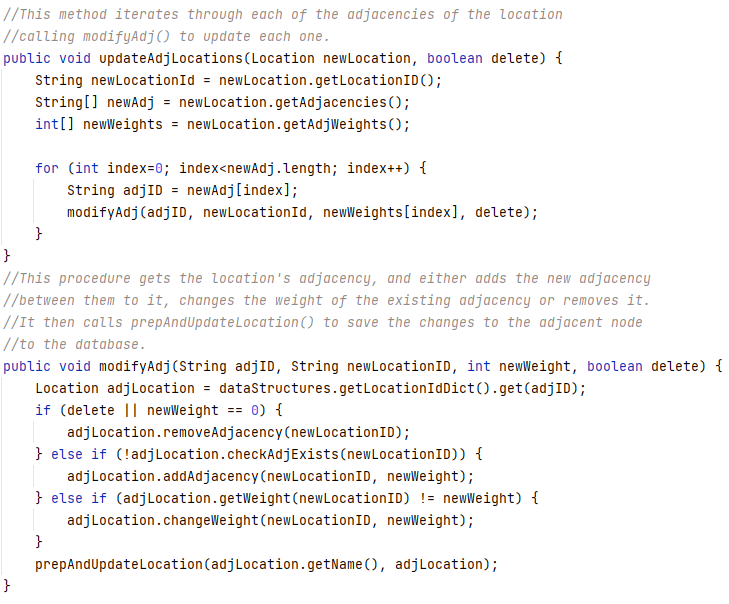 //This method iterates through each of the adjacencies of the location
//calling modifyAdj() to update each one.
public void updateAdjLocations(Location newLocation, boolean delete) {
    String newLocationId = newLocation.getLocationID();
    String[] newAdj = newLocation.getAdjacencies();
    int[] newWeights = newLocation.getAdjWeights();

    for (int index=0; index<newAdj.length; index++) {
        String adjID = newAdj[index];
        modifyAdj(adjID, newLocationId, newWeights[index], delete);
    }
}
//This procedure gets the location's adjacency, and either adds the new adjacency
//between them to it, changes the weight of the existing adjacency or removes it.
//It then calls prepAndUpdateLocation() to save the changes to the adjacent node
//to the database.
public void modifyAdj(String adjID, String newLocationID, int newWeight, boolean delete) {
    Location adjLocation = dataStructures.getLocationIdDict().get(adjID);
    if (delete || newWeight == 0) {
        adjLocation.removeAdjacency(newLocationID);
    } else if (!adjLocation.checkAdjExists(newLocationID)) {
        adjLocation.addAdjacency(newLocationID, newWeight);
    } else if (adjLocation.getWeight(newLocationID) != newWeight) {
        adjLocation.changeWeight(newLocationID, newWeight);
    }
    prepAndUpdateLocation(adjLocation.getName(), adjLocation);
}